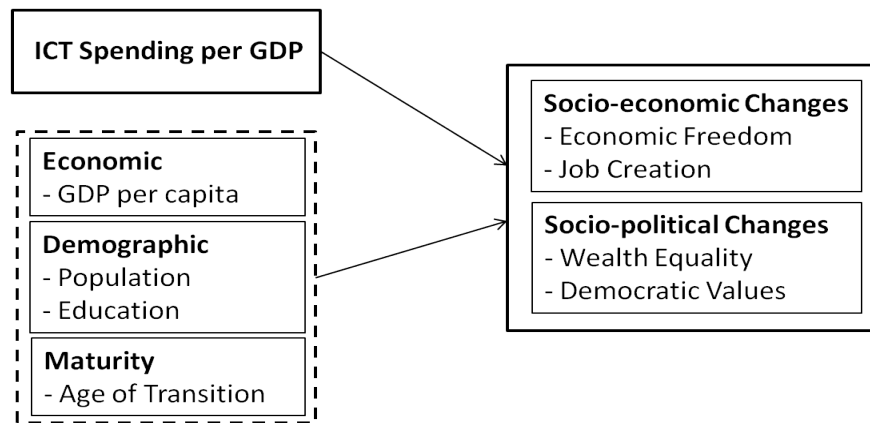 ICT Spending per GDP
Economic
- GDP per capita
Demographic
- Population
- Education
Maturity
- Age of Transition
Socio-economic Changes
- Economic Freedom
- Job Creation
Socio-political Changes
- Wealth Equality
- Democratic Values